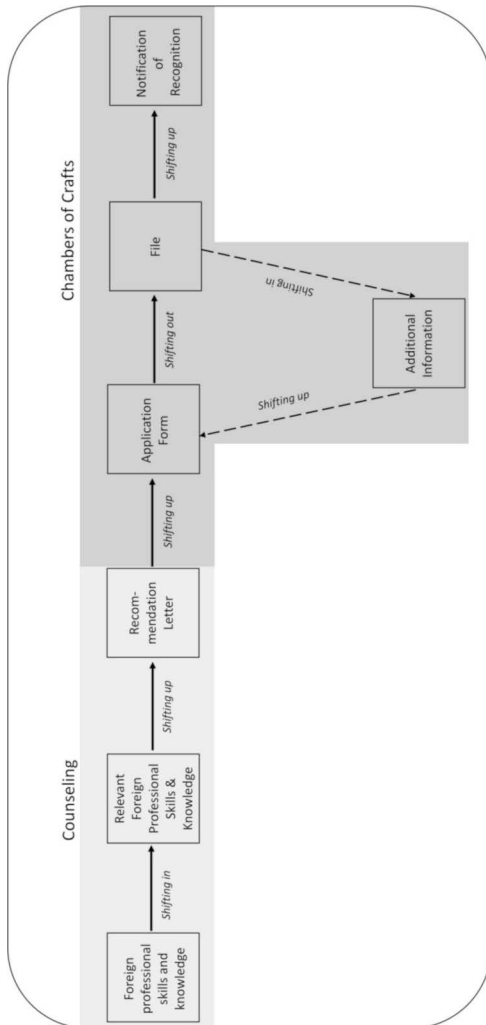 Counseling
Chambers of Crafts
Foreign
professional
skills and
knowledge
Shifting in
Relevant
Foreign
Professional
Skills &
Knowledge
Shifting up
Recom-
mendation
Letter
Shifting up
Application
Form
Shifting out
File
Shifting up
Notification
of
Recognition
Shifting in
Additional
Information
Shifting up